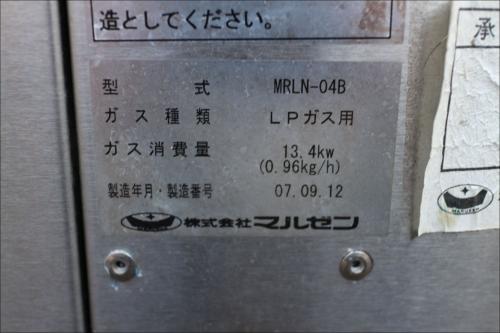 造としてください。
承
型 式 MRLN-04B
ガス種類 LPガス用
ガス消費量 13.4kw
(0.96kg/h)
製造年月・製造番号 07.09.12
株式会社マルゼン
MARUZEN